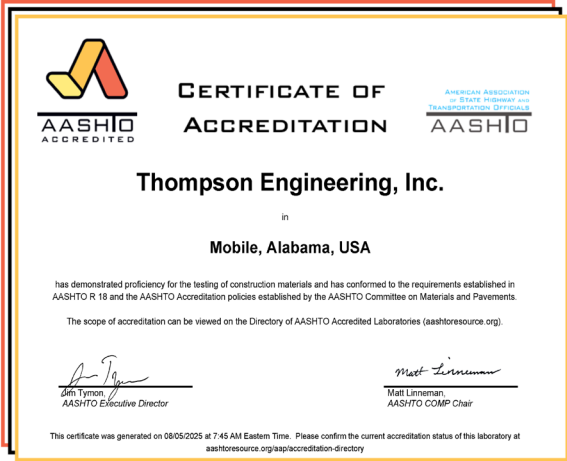 CERTIFICATE OF
ACCREDITATION
AASHTO
ACCREDITED
AMERICAN ASSOCIATION
OF STATE HIGHWAY AND
TRANSPORTATION OFFICIALS
AASHTO
Thompson Engineering, Inc.
in
Mobile, Alabama, USA
has demonstrated proficiency for the testing of construction materials and has conformed to the requirements established in
AASHTO R 18 and the AASHTO Accreditation policies established by the AASHTO Committee on Materials and Pavements.
The scope of accreditation can be viewed on the Directory of AASHTO Accredited Laboratories (aashtoresource.org).
Matt Linneman
Jim Tymon,
AASHTO Executive Director
Matt Linneman,
AASHTO COMP Chair
This certificate was generated on 08/05/2025 at 7:45 AM Eastern Time. Please confirm the current accreditation status of this laboratory at
aashtoresource.org/aap/accreditation-directory